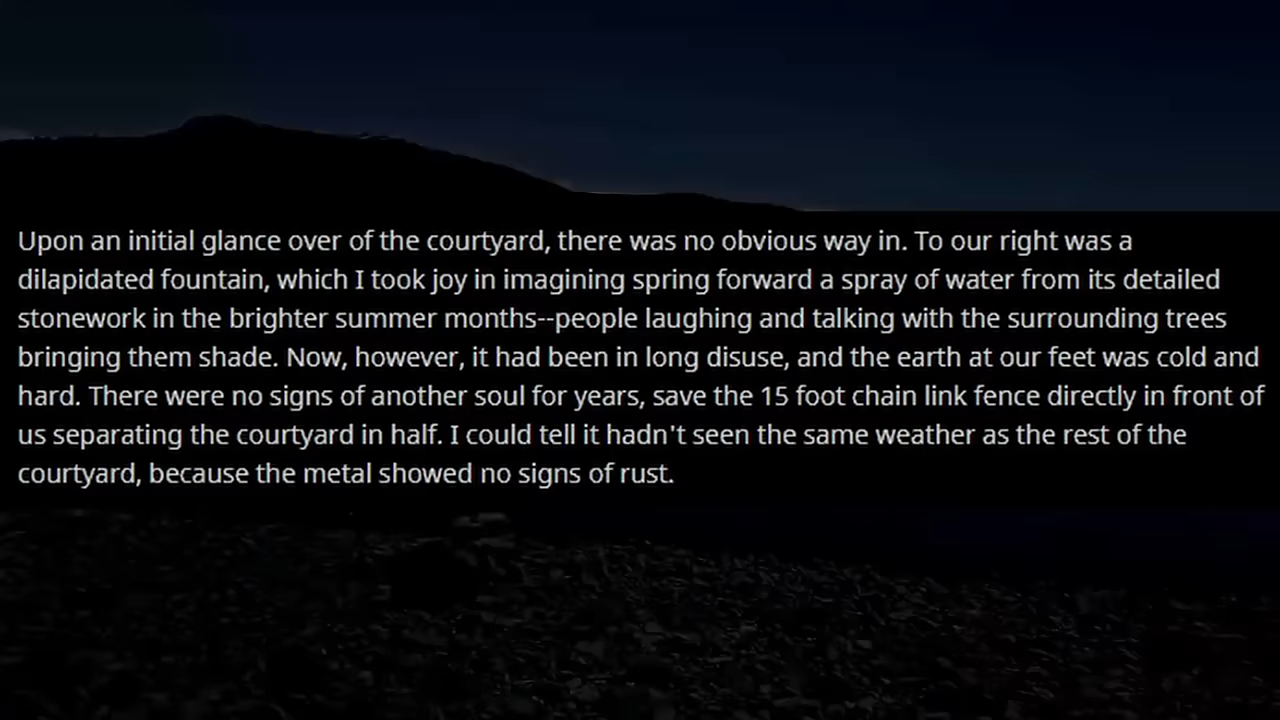 Upon an initial glance over of the courtyard, there was no obvious way in. To our right was a
dilapidated fountain, which I took joy in imagining spring forward a spray of water from its detailed
stonework in the brighter summer months--people laughing and talking with the surrounding trees
bringing them shade. Now, however, it had been in long disuse, and the earth at our feet was cold and
hard. There were no signs of another soul for years, save the 15 foot chain link fence directly in front of
us separating the courtyard in half. I could tell it hadn't seen the same weather as the rest of the
courtyard, because the metal showed no signs of rust.